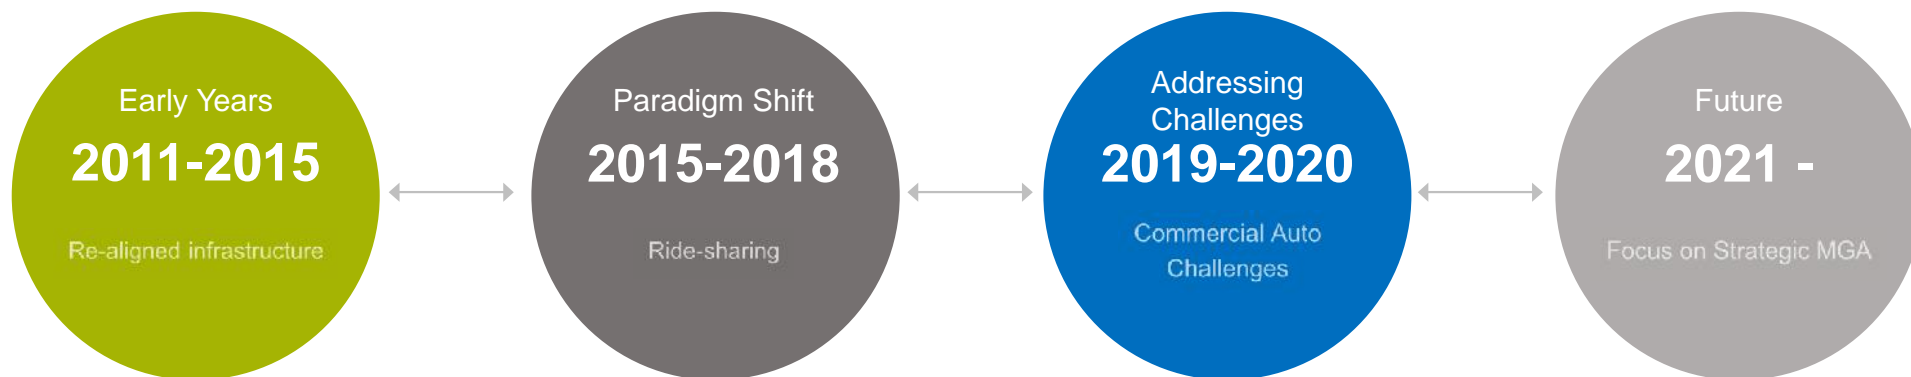 Early Years
2011-2015
Re-aligned infrastructure
Paradigm Shift
2015-2018
Ride-sharing
Addressing
Challenges
2019-2020
Commercial Auto
Challenges
Future
2021 -
Focus on Strategic MGA